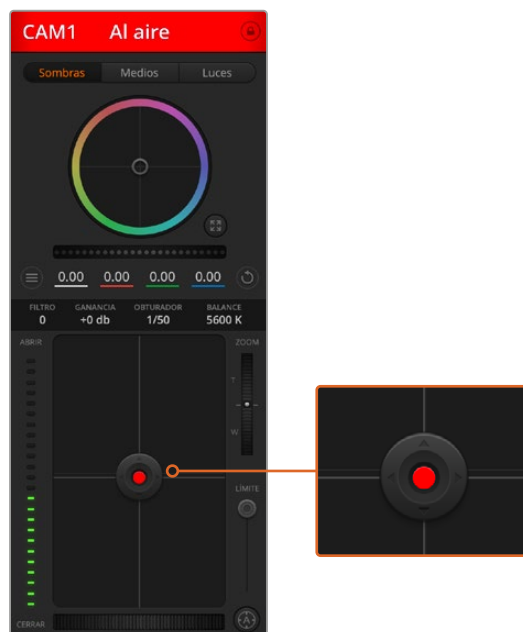 CAM1 Al aire
Sombras Medios Luces
0.00 0.00 0.00 0.00
FILTRO GANANCIA OBTURADOR BALANCE
0 +0 db 1/50 5600 K
ABRIR ZOOM
T
W
LÍMITE
CERRAR A